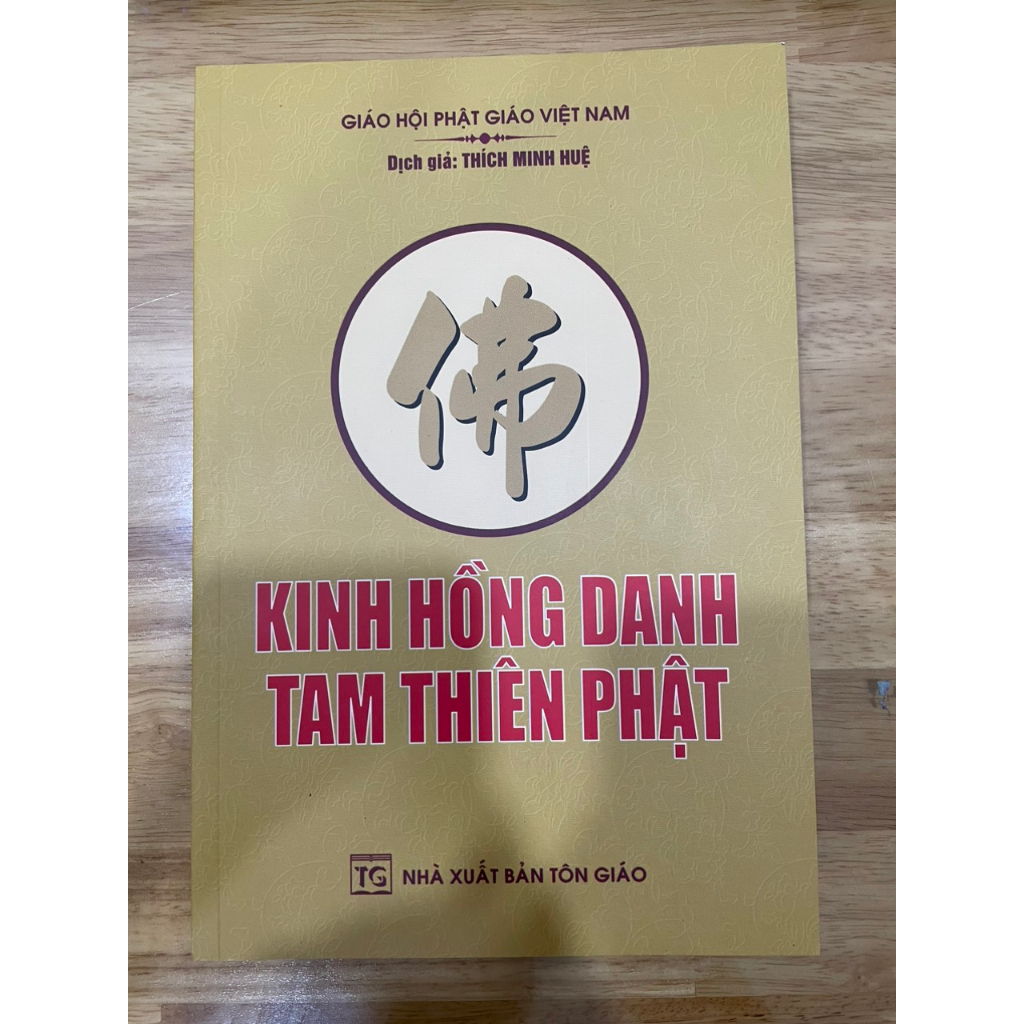 GIÁO HỘI PHẬT GIÁO VIỆT NAM
Dịch giả: THÍCH MINH HUỆ
佛
KINH HỒNG DANH
TAM THIÊN PHẬT
TG NHÀ XUẤT BẢN TÔN GIÁO